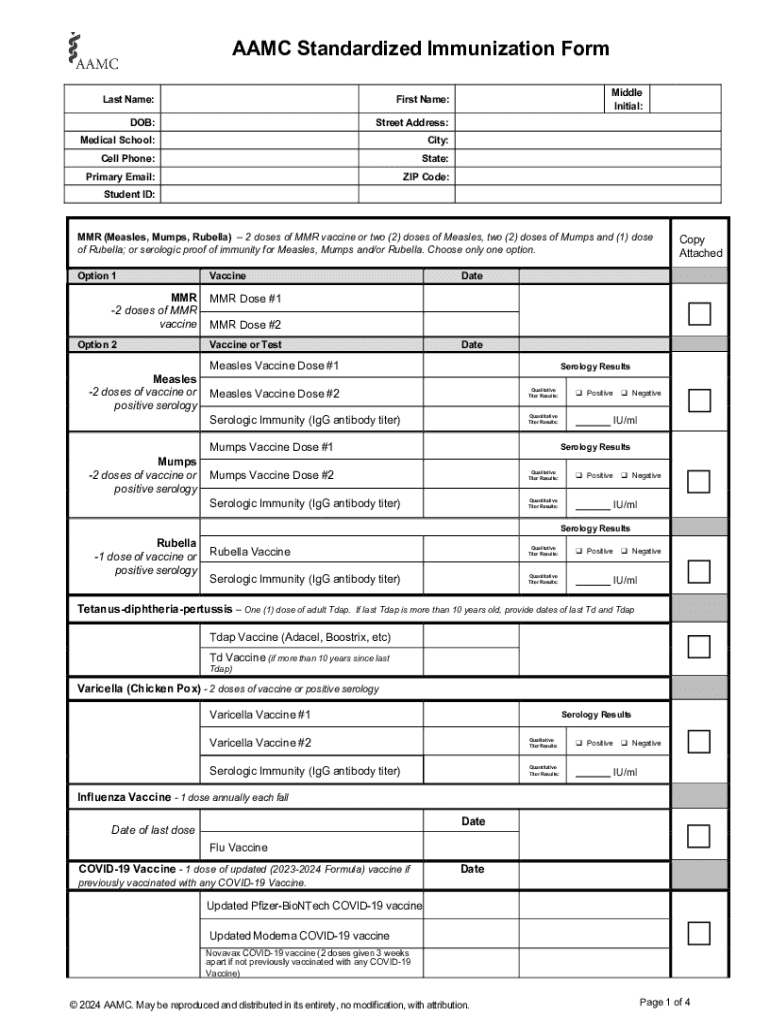 AAMC
AAMC Standardized Immunization Form
Last Name:
First Name:
Middle
Initial:
DOB:
Street Address:
Medical School:
City:
Cell Phone:
State:
Primary Email:
ZIP Code:
Student ID:
MMR (Measles, Mumps, Rubella) – 2 doses of MMR vaccine or two (2) doses of Measles, two (2) doses of Mumps and (1) dose
of Rubella; or serologic proof of immunity for Measles, Mumps and/or Rubella. Choose only one option.
Copy
Attached
Option 1 Vaccine Date
MMR
-2 doses of MMR
vaccine
MMR Dose #1
MMR Dose #2
Option 2 Vaccine or Test Date
Measles
-2 doses of vaccine or
positive serology
Measles Vaccine Dose #1
Serology Results
Measles Vaccine Dose #2
Qualitative
Titer Results:
❑ Positive ❑ Negative
Serologic Immunity (IgG antibody titer)
Quantitative
Titer Results:
______ IU/ml
Mumps
-2 doses of vaccine or
positive serology
Mumps Vaccine Dose #1
Serology Results
Mumps Vaccine Dose #2
Qualitative
Titer Results:
❑ Positive ❑ Negative
Serologic Immunity (IgG antibody titer)
Quantitative
Titer Results:
______ IU/ml
Rubella
-1 dose of vaccine or
positive serology
Serology Results
Rubella Vaccine
Qualitative
Titer Results:
❑ Positive ❑ Negative
Serologic Immunity (IgG antibody titer)
Quantitative
Titer Results:
______ IU/ml
Tetanus-diphtheria-pertussis – One (1) dose of adult Tdap. If last Tdap is more than 10 years old, provide dates of last Td and Tdap
Tdap Vaccine (Adacel, Boostrix, etc)
Td Vaccine (if more than 10 years since last
Tdap)
Varicella (Chicken Pox) - 2 doses of vaccine or positive serology
Varicella Vaccine #1
Serology Results
Varicella Vaccine #2
Qualitative
Titer Results:
❑ Positive ❑ Negative
Serologic Immunity (IgG antibody titer)
Quantitative
Titer Results:
______ IU/ml
Influenza Vaccine - 1 dose annually each fall
Date of last dose
Date
Flu Vaccine
COVID-19 Vaccine - 1 dose of updated (2023-2024 Formula) vaccine if
previously vaccinated with any COVID-19 Vaccine.
Date
Updated Pfizer-BioNTech COVID-19 vaccine
Updated Moderna COVID-19 vaccine
Novavax COVID-19 vaccine (2 doses given 3 weeks
apart if not previously vaccinated with any COVID-19
Vaccine)
© 2024 AAMC. May be reproduced and distributed in its entirety, no modification, with attribution.
Page 1 of 4